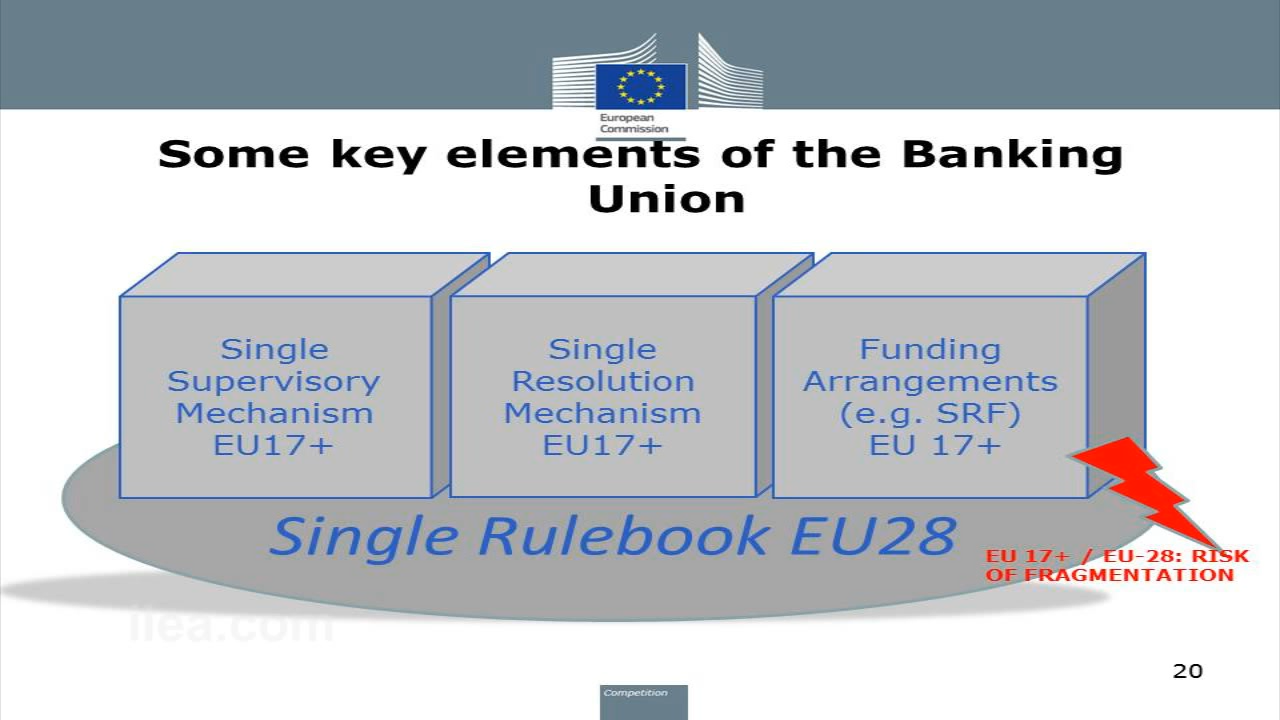 European
Commission
Some key elements of the Banking
Union
Single
Supervisory
Mechanism
EU17+
Single
Resolution
Mechanism
EU17+
Funding
Arrangements
(e.g. SRF)
EU 17+
Single Rulebook EU28
EU 17+ / EU-28: RISK
OF FRAGMENTATION
ilea.com
20
Competition